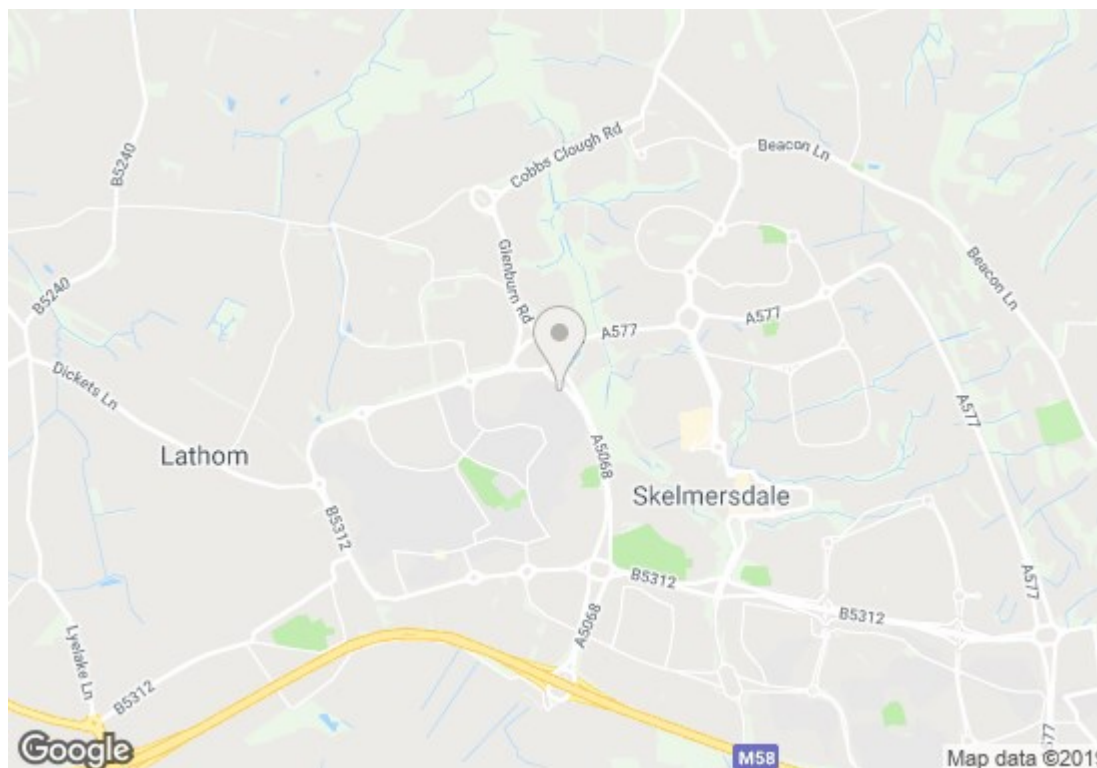 B5240
Cobbs Clough Rd
Beacon Ln
Beacon Ln
B5240
Glenburn Rd
A577
A577
Dickets Ln
A577
Lathom
A5068
Skelmersdale
B5312
B5312
B5312
A577
A5068
Lyelake Ln
B5312
A577
Google
M58
Map data ©2019